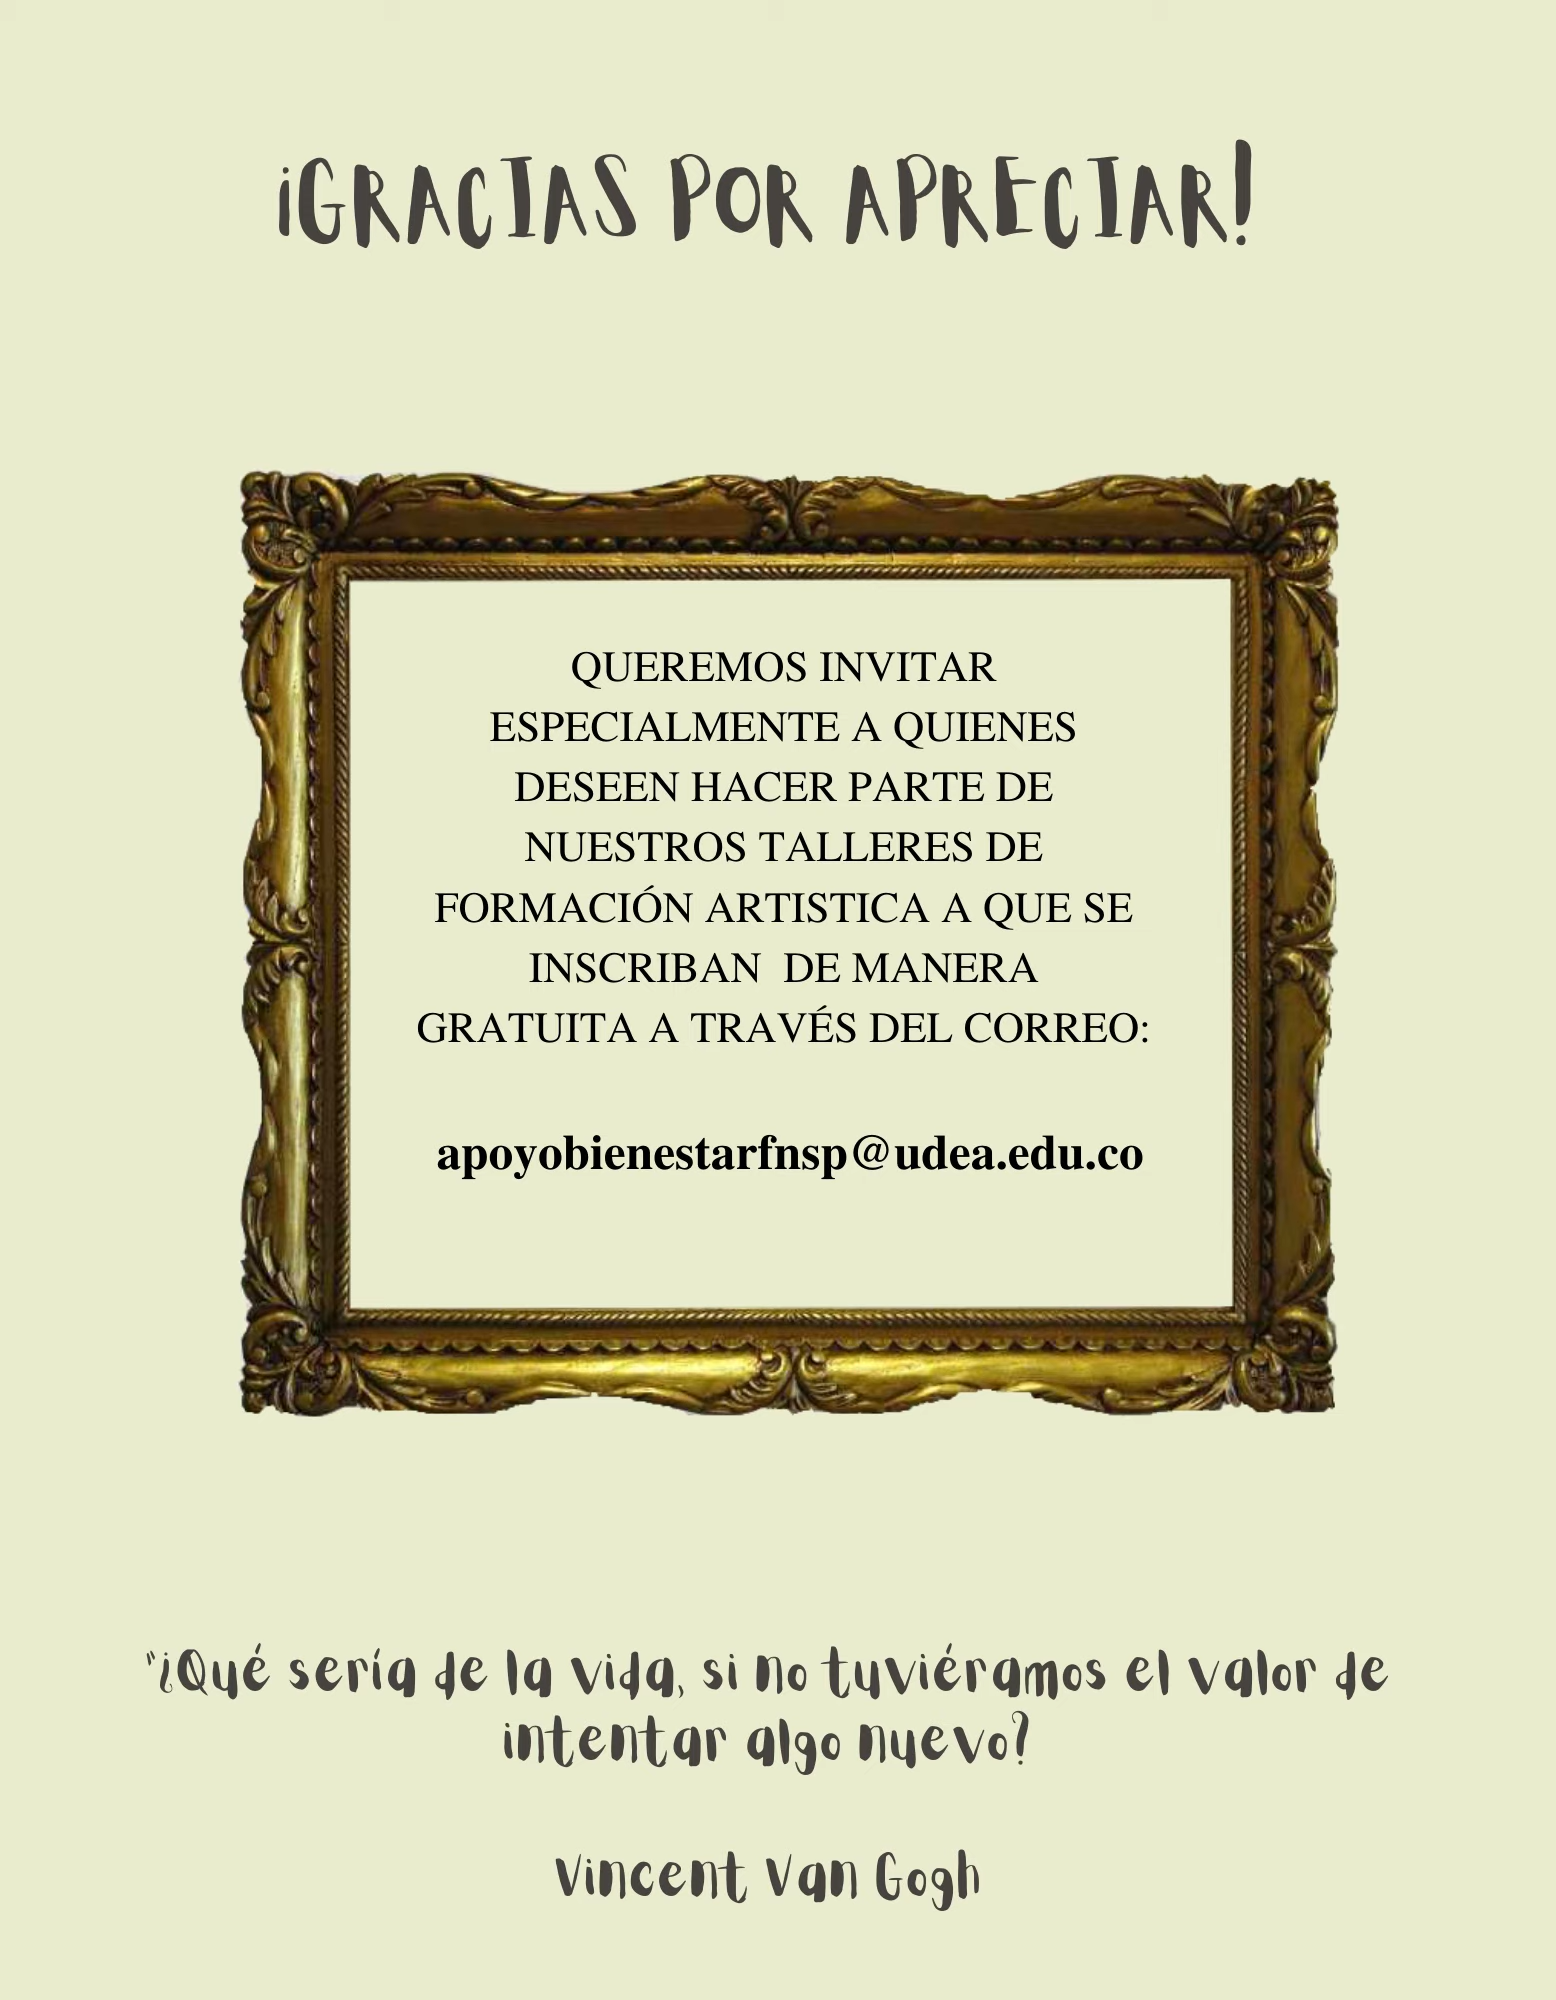 ¡GRACIAS POR APRECIAR!
QUEREMOS INVITAR
ESPECIALMENTE A QUIENES
DESEEN HACER PARTE DE
NUESTROS TALLERES DE
FORMACIÓN ARTISTICA A QUE SE
INSCRIBAN  DE MANERA
GRATUITA A TRAVÉS DEL CORREO:
apoyobienestarfnsp@udea.edu.co
"¿Qué sería de la vida, si no tuviéramos el valor de
intentar algo nuevo?
Vincent Van Gogh